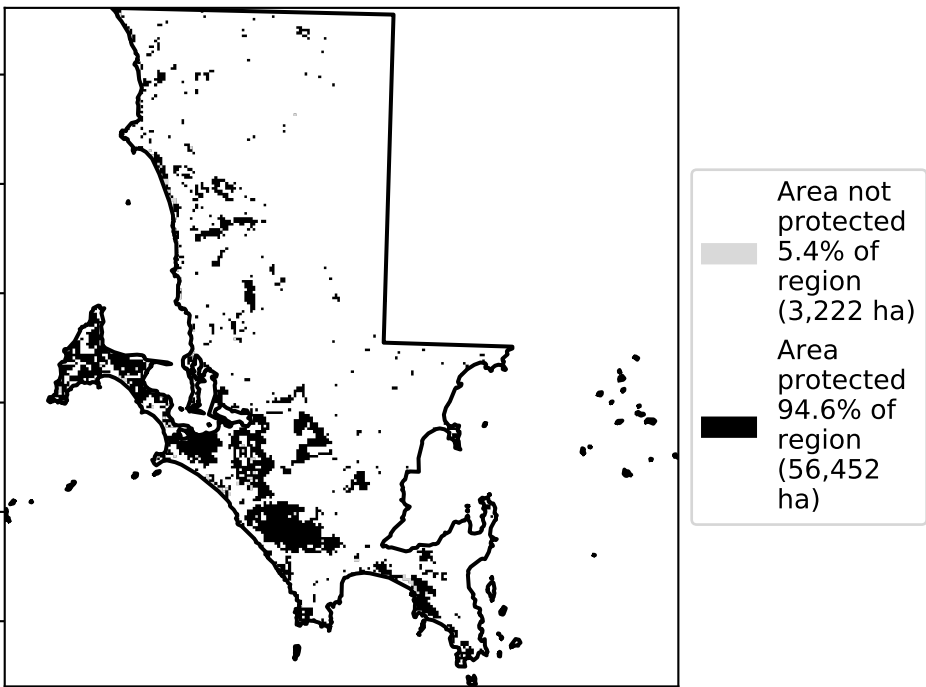 Area not
protected
5.4% of
region
(3,222 ha)
Area
protected
94.6% of
region
(56,452
ha)